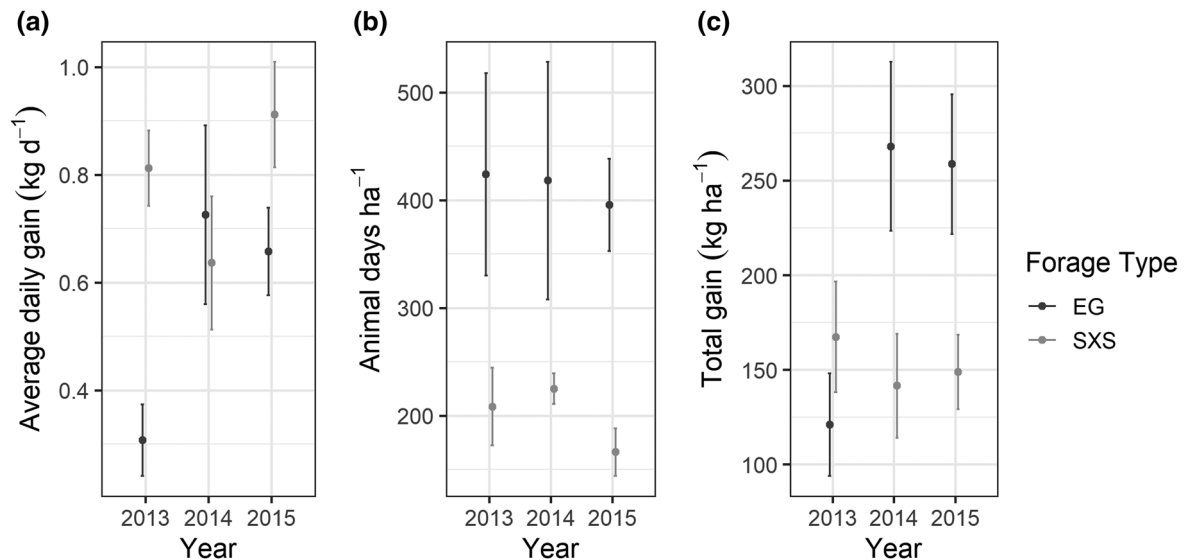 (a)
Average daily gain (kg d⁻¹)
1.0
0.8
0.6
0.4
2013 2014 2015
Year
(b)
Animal days ha⁻¹
500
400
300
200
2013 2014 2015
Year
(c)
Total gain (kg ha⁻¹)
300
250
200
150
100
2013 2014 2015
Year
Forage Type
EG
SXS